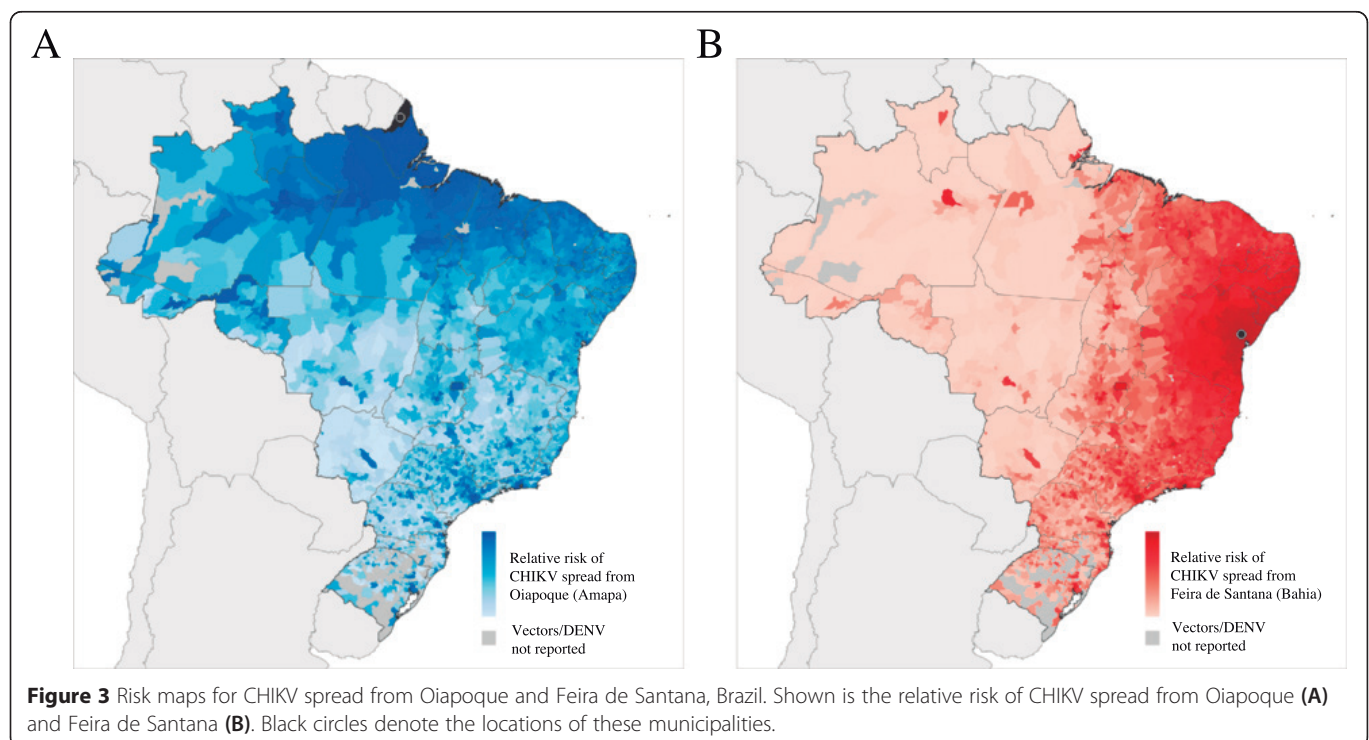 A
B
Relative risk of
CHIKV spread from
Oiapoque (Amapa)
Vectors/DENV
not reported
Relative risk of
CHIKV spread from
Feira de Santana (Bahia)
Vectors/DENV
not reported
Figure 3 Risk maps for CHIKV spread from Oiapoque and Feira de Santana, Brazil. Shown is the relative risk of CHIKV spread from Oiapoque (A)
and Feira de Santana (B). Black circles denote the locations of these municipalities.